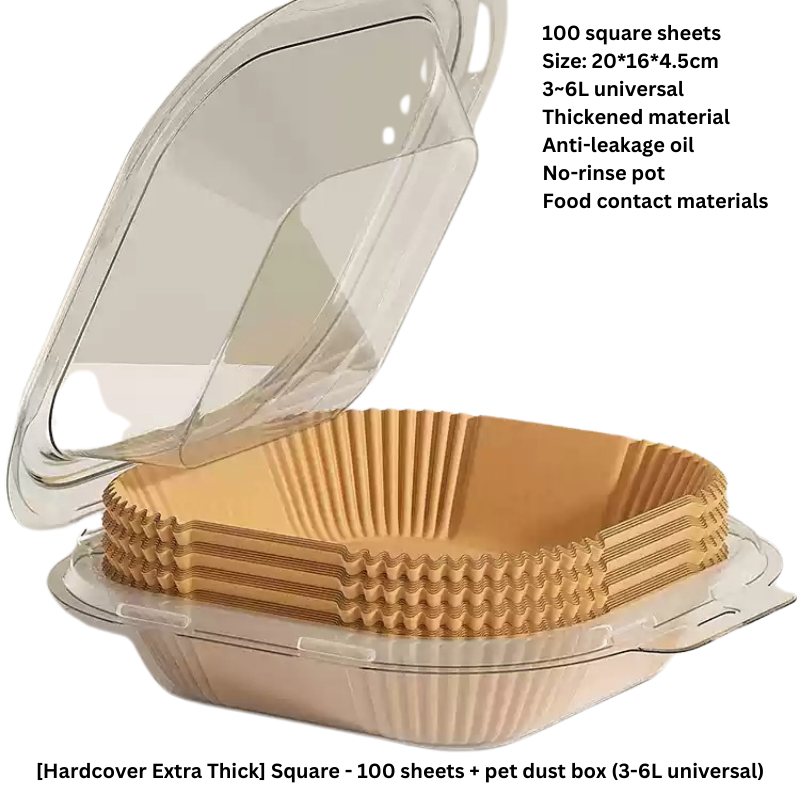 100 square sheets
Size: 20*16*4.5cm
3~6L universal
Thickened material
Anti-leakage oil
No-rinse pot
Food contact materials
[Hardcover Extra Thick] Square - 100 sheets + pet dust box (3-6L universal)